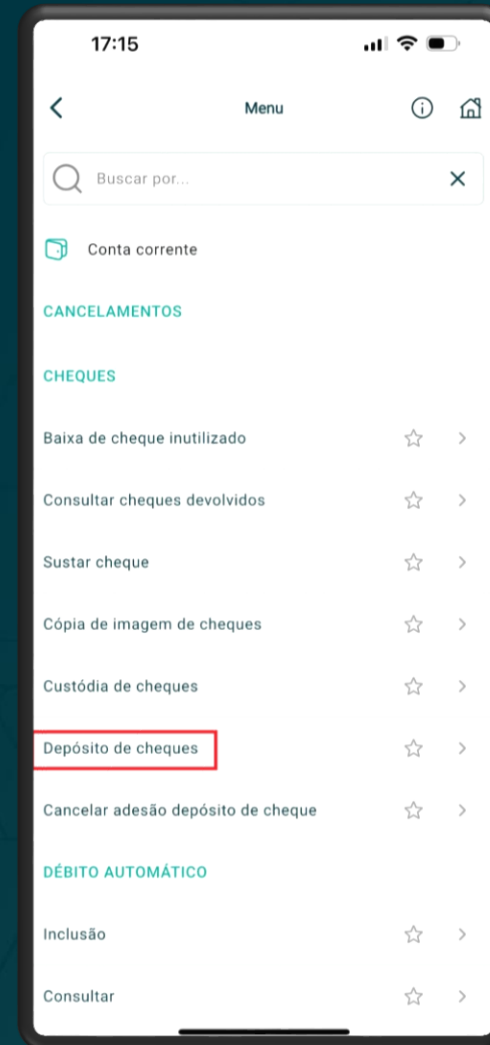 17:15
Menu
Buscar por...
Conta corrente
CANCELAMENTOS
CHEQUES
Baixa de cheque inutilizado
Consultar cheques devolvidos
Sustar cheque
Cópia de imagem de cheques
Custódia de cheques
Depósito de cheques
Cancelar adesão depósito de cheque
DÉBITO AUTOMÁTICO
Inclusão
Consultar